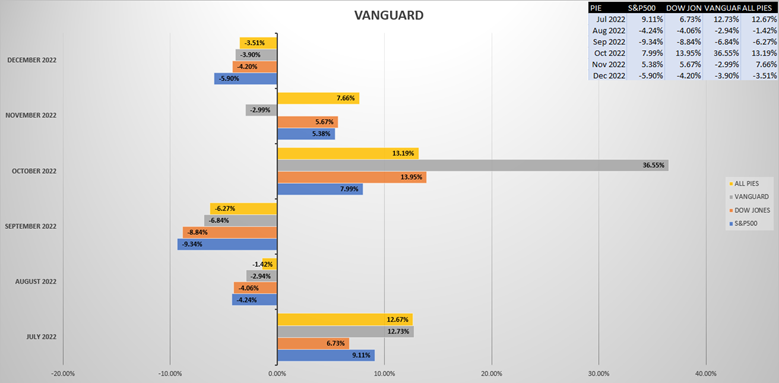 VANGUARD
PIE S&P500 DOW JON VANGUAF ALL PIES
Jul 2022 9.11% 6.73% 12.73% 12.67%
Aug 2022 -4.24% -4.06% -2.94% -1.42%
Sep 2022 -9.34% -8.84% -6.84% -6.27%
Oct 2022 7.99% 13.95% 36.55% 13.19%
Nov 2022 5.38% 5.67% -2.99% 7.66%
Dec 2022 -5.90% -4.20% -3.90% -3.51%
DECEMBER 2022
-3.51%
-3.90%
-4.20%
-5.90%
NOVEMBER 2022
7.66%
-2.99%
5.67%
5.38%
OCTOBER 2022
13.19%
36.55%
13.95%
7.99%
SEPTEMBER 2022
-6.27%
-6.84%
-8.84%
-9.34%
AUGUST 2022
-1.42%
-2.94%
-4.06%
-4.24%
JULY 2022
12.67%
12.73%
6.73%
9.11%
ALL PIES
VANGUARD
DOW JONES
S&P500
-20.00% -10.00% 0.00% 10.00% 20.00% 30.00% 40.00%